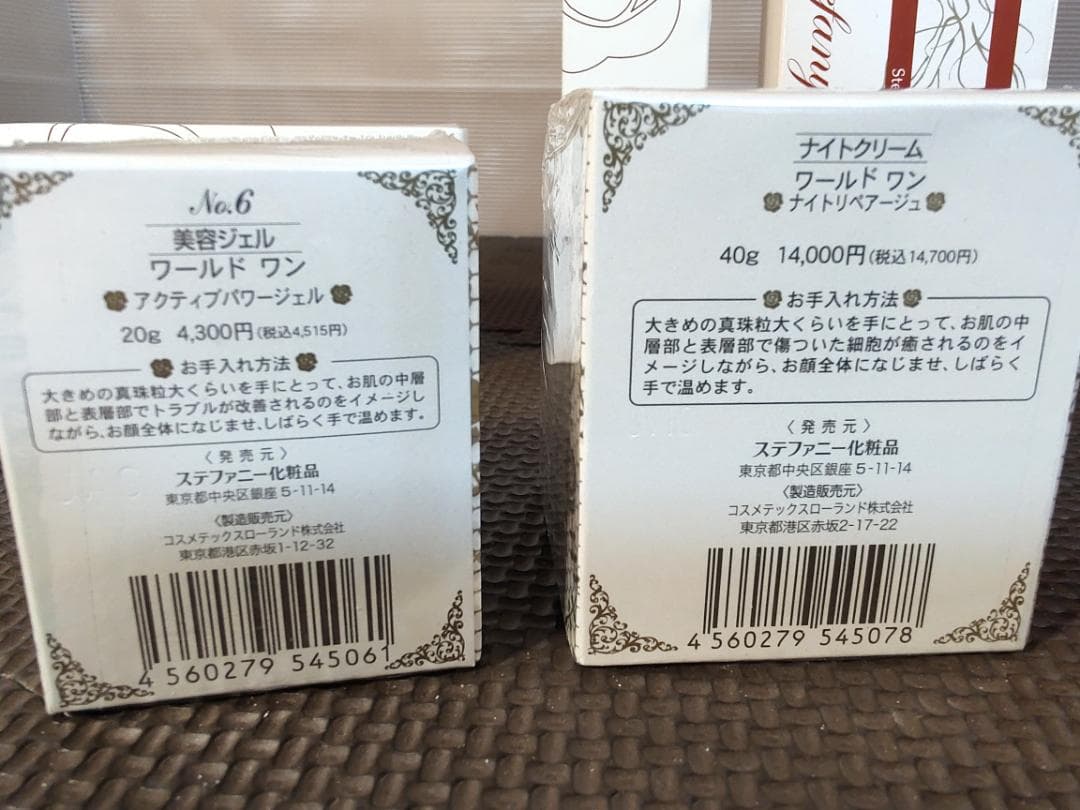 No.6
美容ジェル
ワールド ワン
アクティブパワージェル
20g 4,300円(税込4,515円)
お手入れ方法
大きめの真珠粒大くらいを手にとって、お肌の中層
部と表層部でトラブルが改善されるのをイメージし
ながら、お顔全体になじませ、しばらく手で温めます。
〈発売元〉
ステファニー化粧品
東京都中央区銀座5-11-14
〈製造販売元〉
コスメテックスローランド株式会社
東京都港区赤坂1-12-32
4 560279 545061
ナイトクリーム
ワールド ワン
ナイトリペアージュ
40g 14,000円(税込14,700円)
お手入れ方法
大きめの真珠粒大くらいを手にとって、お肌の中
層部と表層部で傷ついた細胞が癒されるのをイ
メージしながら、お顔全体になじませ、しばらく
手で温めます。
〈発売元〉
ステファニー化粧品
東京都中央区銀座5-11-14
〈製造販売元〉
コスメテックスローランド株式会社
東京都港区赤坂2-17-22
4 560279 545078